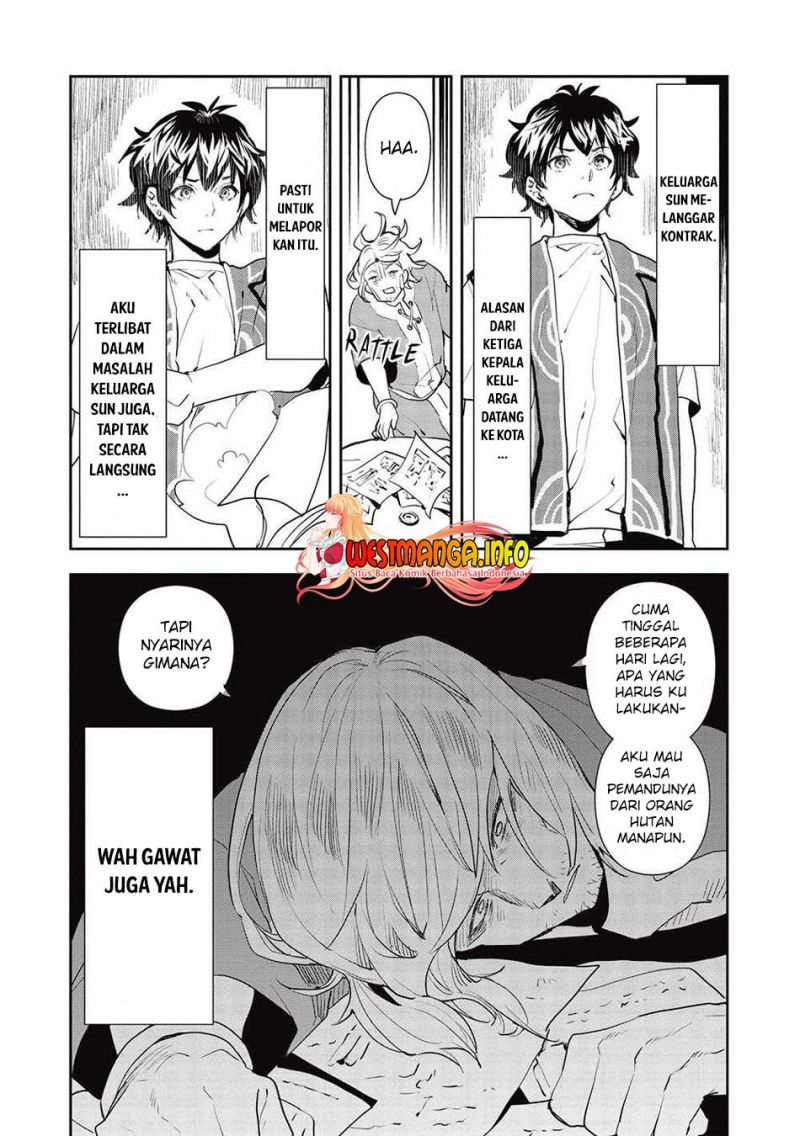 KELUARGA
SUN ME-
LANGGAR
KONTRAK.
ALASAN
DARI
KETIGA
KEPALA
KELU-
ARGA
DATANG
KE KOTA
...
HAA.
RATTLE
PASTI
UNTUK
MELAPOR
KAN ITU.
AKU
TERLIBAT
DALAM
MASALAH
KELUARGA
SUN JUGA,
TAPI TAK
SECARA
LANGSUNG
...
WESTMANGA.INFO
Situs Baca Komik Berbahasa Indonesia
CUMA
TINGGAL
BEBERAPA
HARI LAGI,
APA YANG
HARUS KU
LAKUKAN-
AKU MAU
SAJA
PEMANDUNYA
DARI ORANG
HUTAN
MANAPUN.
TAPI
NYARINYA
GIMANA?
WAH GAWAT
JUGA YAH.